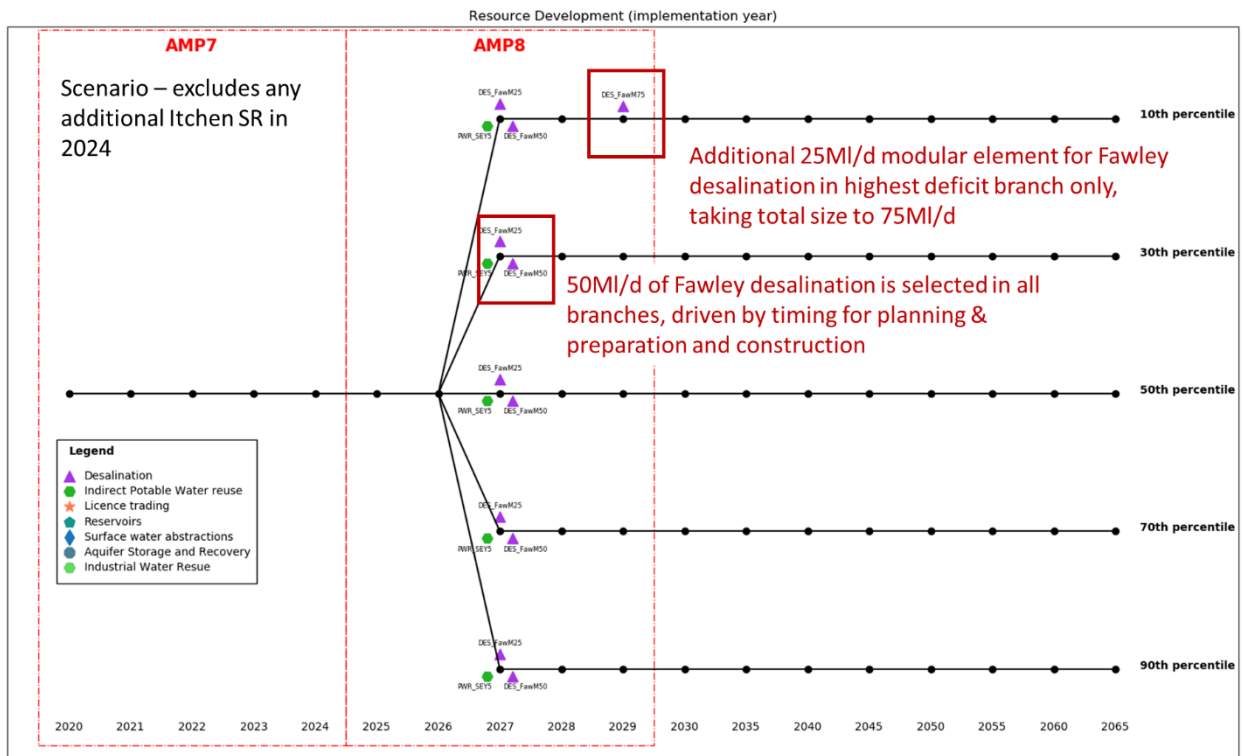 Resource Development (implementation year)
AMP7
AMP8
Scenario – excludes any
additional Itchen SR in
2024
DES_FawM25
PWR_SEY5
DES_FawM50
DES_FawM75
10th percentile
Additional 25Ml/d modular element for Fawley
desalination in highest deficit branch only,
taking total size to 75Ml/d
DES_FawM25
PWR_SEY5
DES_FawM50
30th percentile
50Ml/d of Fawley desalination is selected in all
branches, driven by timing for planning &
preparation and construction
DES_FawM25
PWR_SEY5
DES_FawM50
50th percentile
Legend
Desalination
Indirect Potable Water reuse
Licence trading
Reservoirs
Surface water abstractions
Aquifer Storage and Recovery
Industrial Water Resue
DES_FawM25
PWR_SEY5
DES_FawM50
70th percentile
DES_FawM25
PWR_SEY5
DES_FawM50
90th percentile
2020 2021 2022 2023 2024 2025 2026 2027 2028 2029 2030 2035 2040 2045 2050 2055 2060 2065